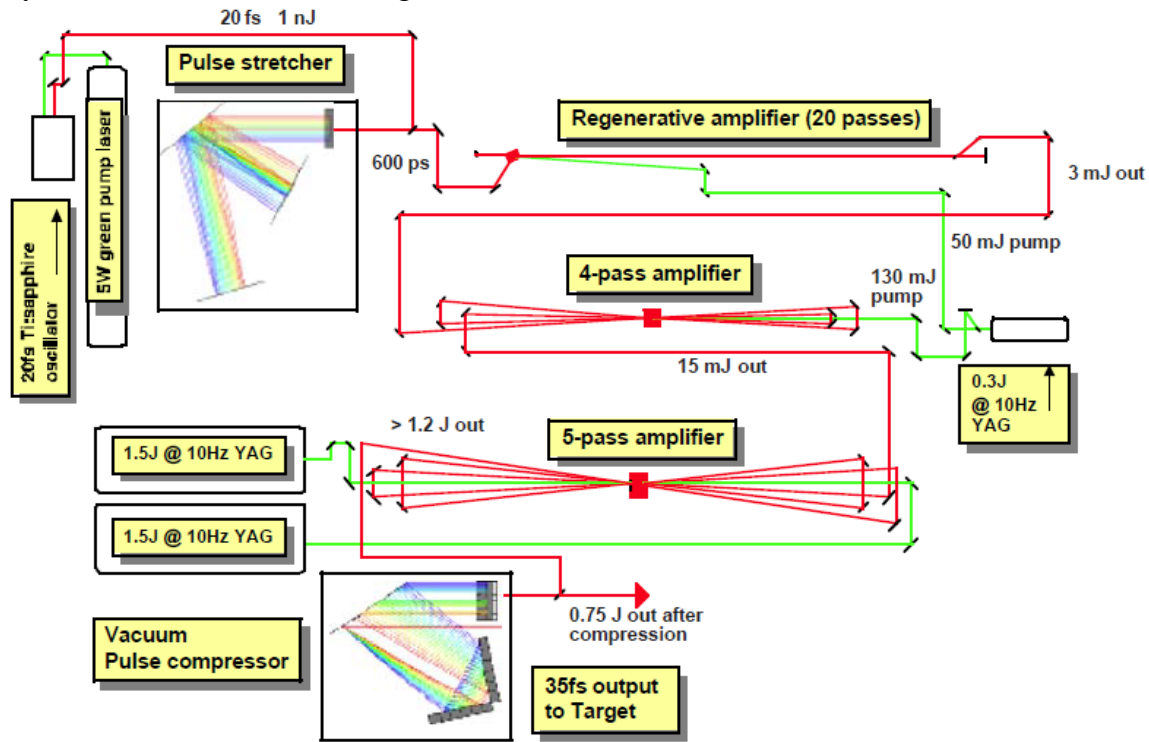 20 fs 1 nJ
Pulse stretcher
5W green pump laser
20fs Ti:sapphire
oscillator
600 ps
Regenerative amplifier (20 passes)
3 mJ out
50 mJ pump
4-pass amplifier
130 mJ
pump
15 mJ out
0.3J
@ 10Hz
YAG
> 1.2 J out
5-pass amplifier
1.5J @ 10Hz YAG
1.5J @ 10Hz YAG
0.75 J out after
compression
Vacuum
Pulse compressor
35fs output
to Target